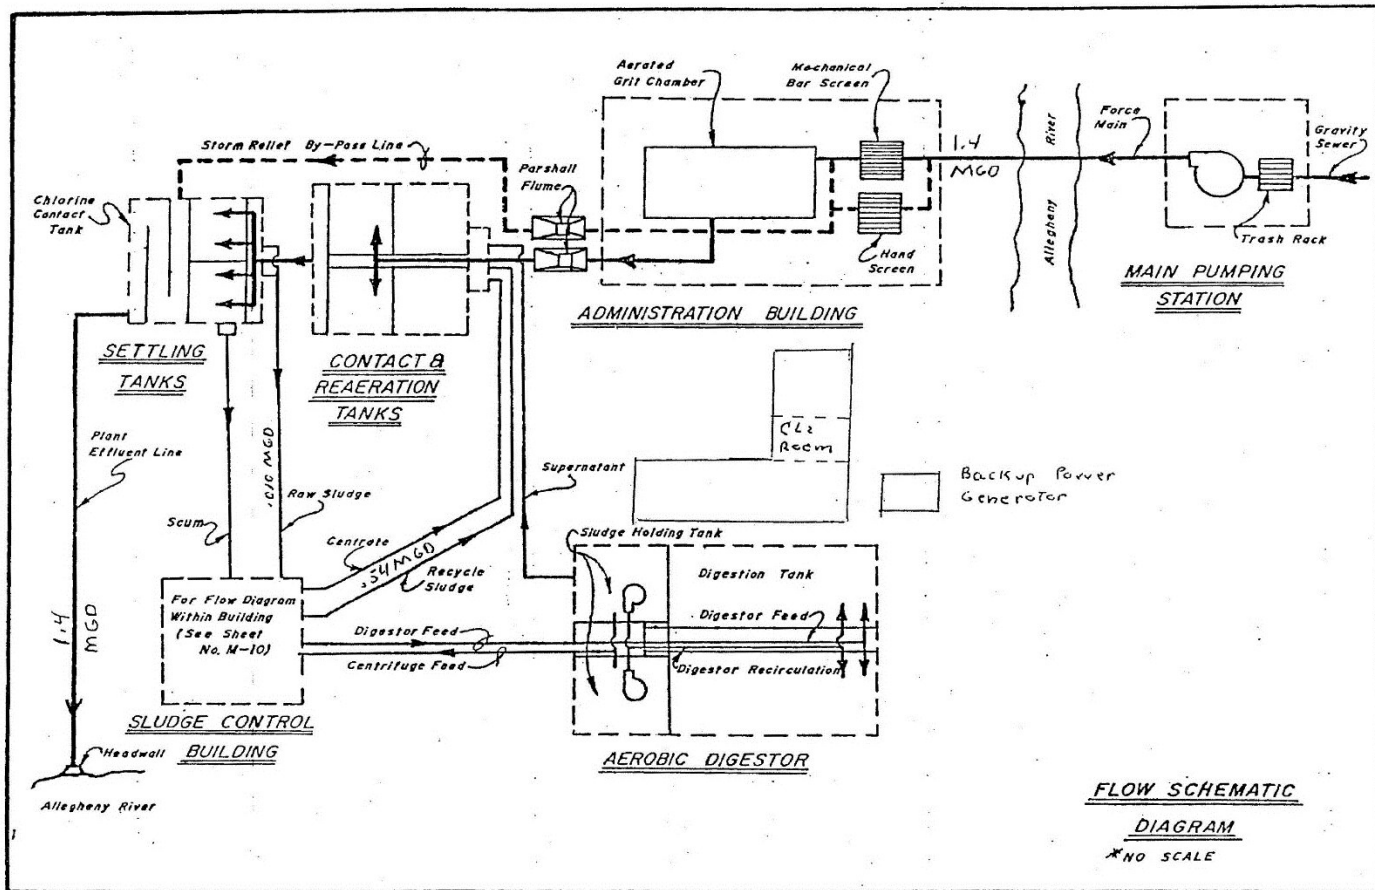 Aerated
Grit Chamber
Mechanical
Bar Screen
Force
Main
Gravity
Sewer
Storm Relief By-Pass Line
Parshall
Flume
1.4
MGD
Allegheny River
Chlorine
Contact
Tank
Hand
Screen
Trash Rack
MAIN PUMPING
STATION
ADMINISTRATION BUILDING
SETTLING
TANKS
CONTACT &
REAERATION
TANKS
CL2
Room
Backup Power
Generator
Plant
Effluent Line
.010 MGD
Raw Sludge
Scum
Supernatant
Centrate
.54 MGD
Recycle
Sludge
Sludge Holding Tank
Digestion Tank
For Flow Diagram
Within Building
(See Sheet
No. M-10)
Digestor Feed
Centrifuge Feed
Digestor Feed
Digestor Recirculation
1.4
MGD
SLUDGE CONTROL
BUILDING
Headwall
Allegheny River
AEROBIC DIGESTOR
FLOW SCHEMATIC
DIAGRAM
*NO SCALE